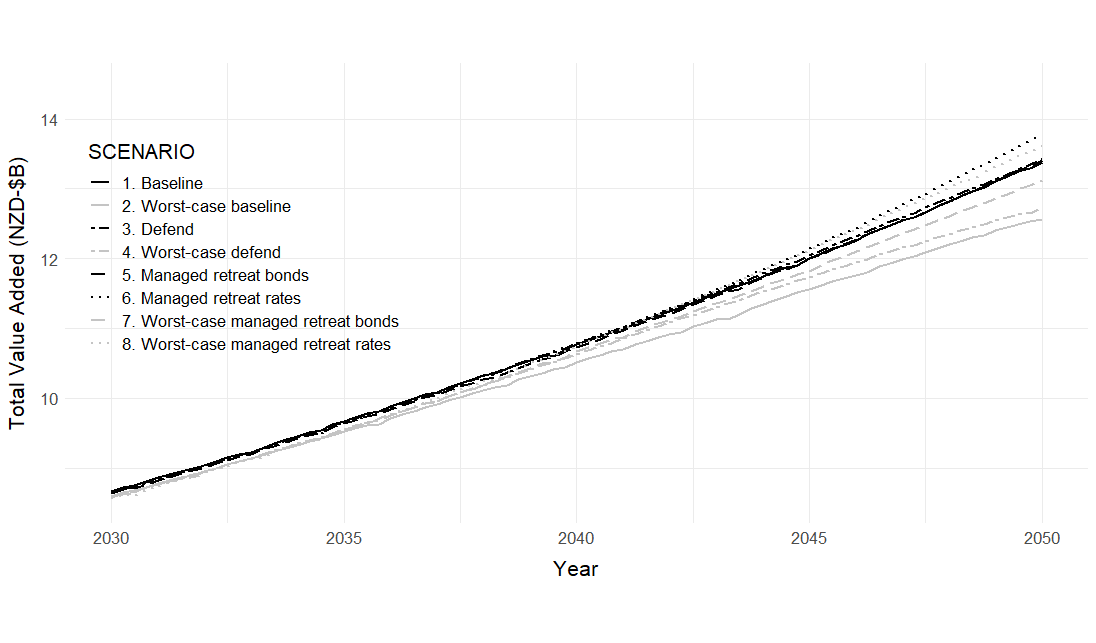 14
12
10
Total Value Added (NZD-$B)
SCENARIO
1. Baseline
2. Worst-case baseline
3. Defend
4. Worst-case defend
5. Managed retreat bonds
6. Managed retreat rates
7. Worst-case managed retreat bonds
8. Worst-case managed retreat rates
2030 2035 2040 2045 2050
Year